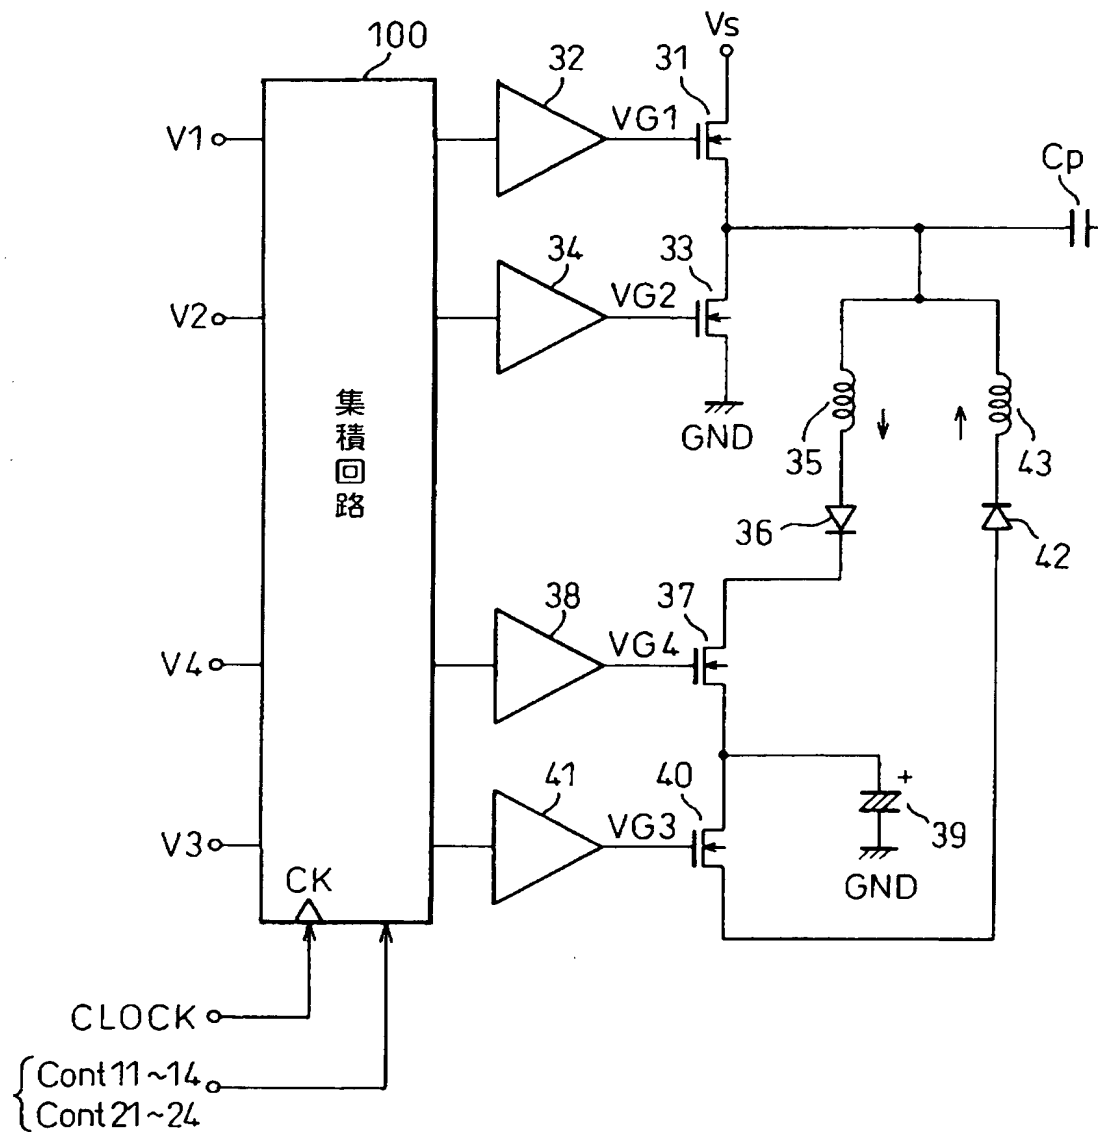 Vs
100
32
31
V1
VG1
Cp
34
33
V2
VG2
集積回路
GND
35
43
36
42
38
37
V4
VG4
41
40
+
V3
VG3
39
CK
GND
CLOCK
Cont11~14
Cont21~24